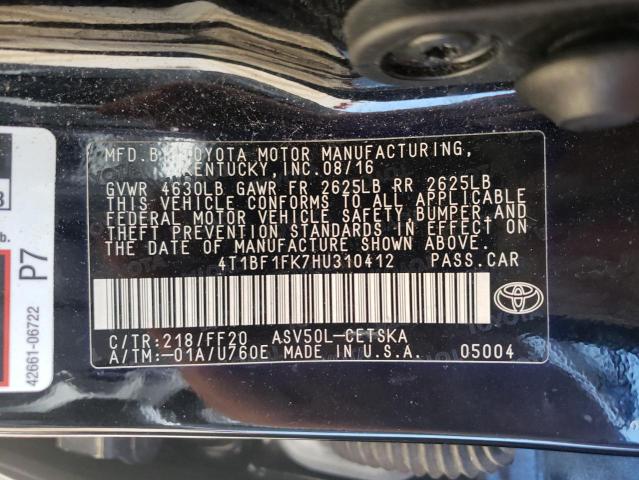 MFD.BY TOYOTA MOTOR MANUFACTURING,
KENTUCKY, INC. 08/16
GVWR 4630LB GAWR FR 2625LB RR 2625LB
THIS VEHICLE CONFORMS TO ALL APPLICABLE
FEDERAL MOTOR VEHICLE SAFETY, BUMPER, AND
THEFT PREVENTION STANDARDS IN EFFECT ON
THE DATE OF MANUFACTURE SHOWN ABOVE.
4T1BF1FK7HU310412 PASS.CAR
C/TR:218/FF20 ASV50L-CETSKA
A/TM:-01A/U760E MADE IN U.S.A. 05004
TOYOTA
b.
P7
42661-06722